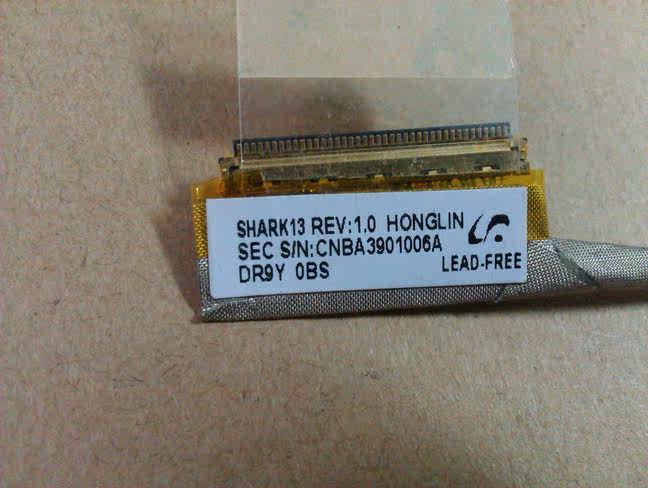 SHARK13 REV:1.0 HONGLIN
SEC S/N:CNBA3901006A
DR9Y 0BS
LEAD-FREE